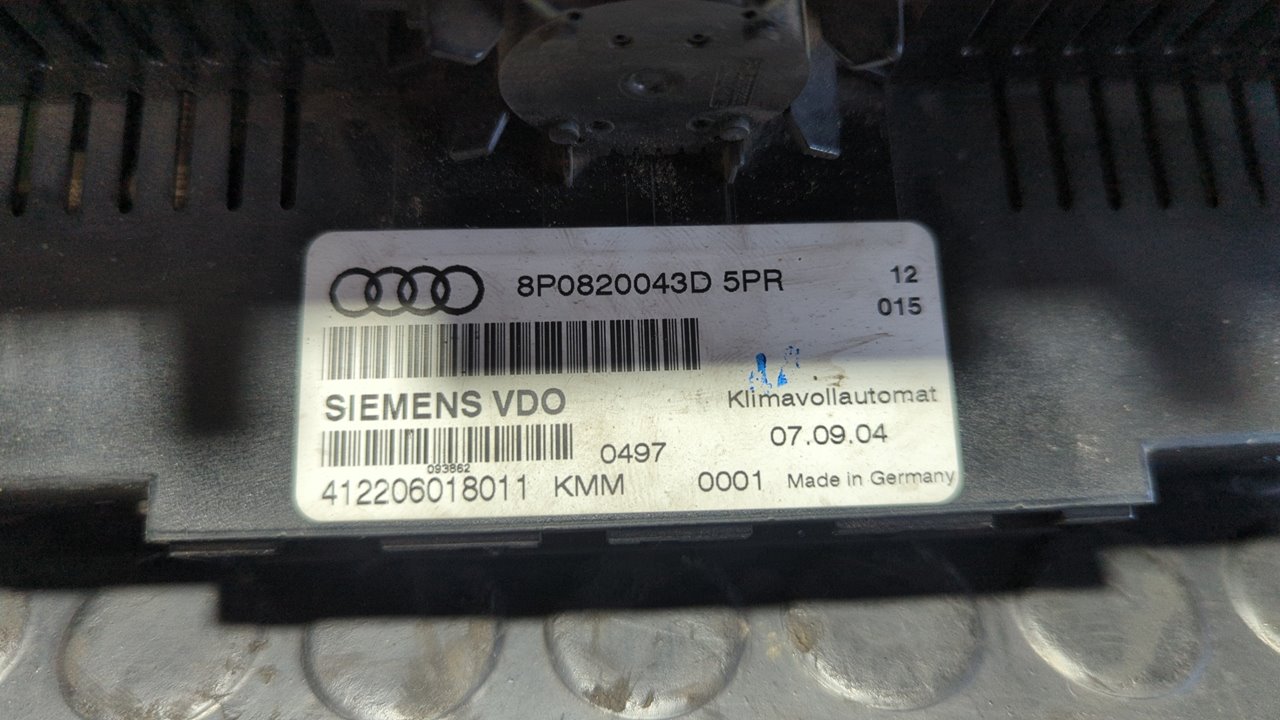 8P0820043D 5PR 12
015
SIEMENS VDO
Klimavollautomat
0497
07.09.04
093862
412206018011 KMM 0001 Made in Germany